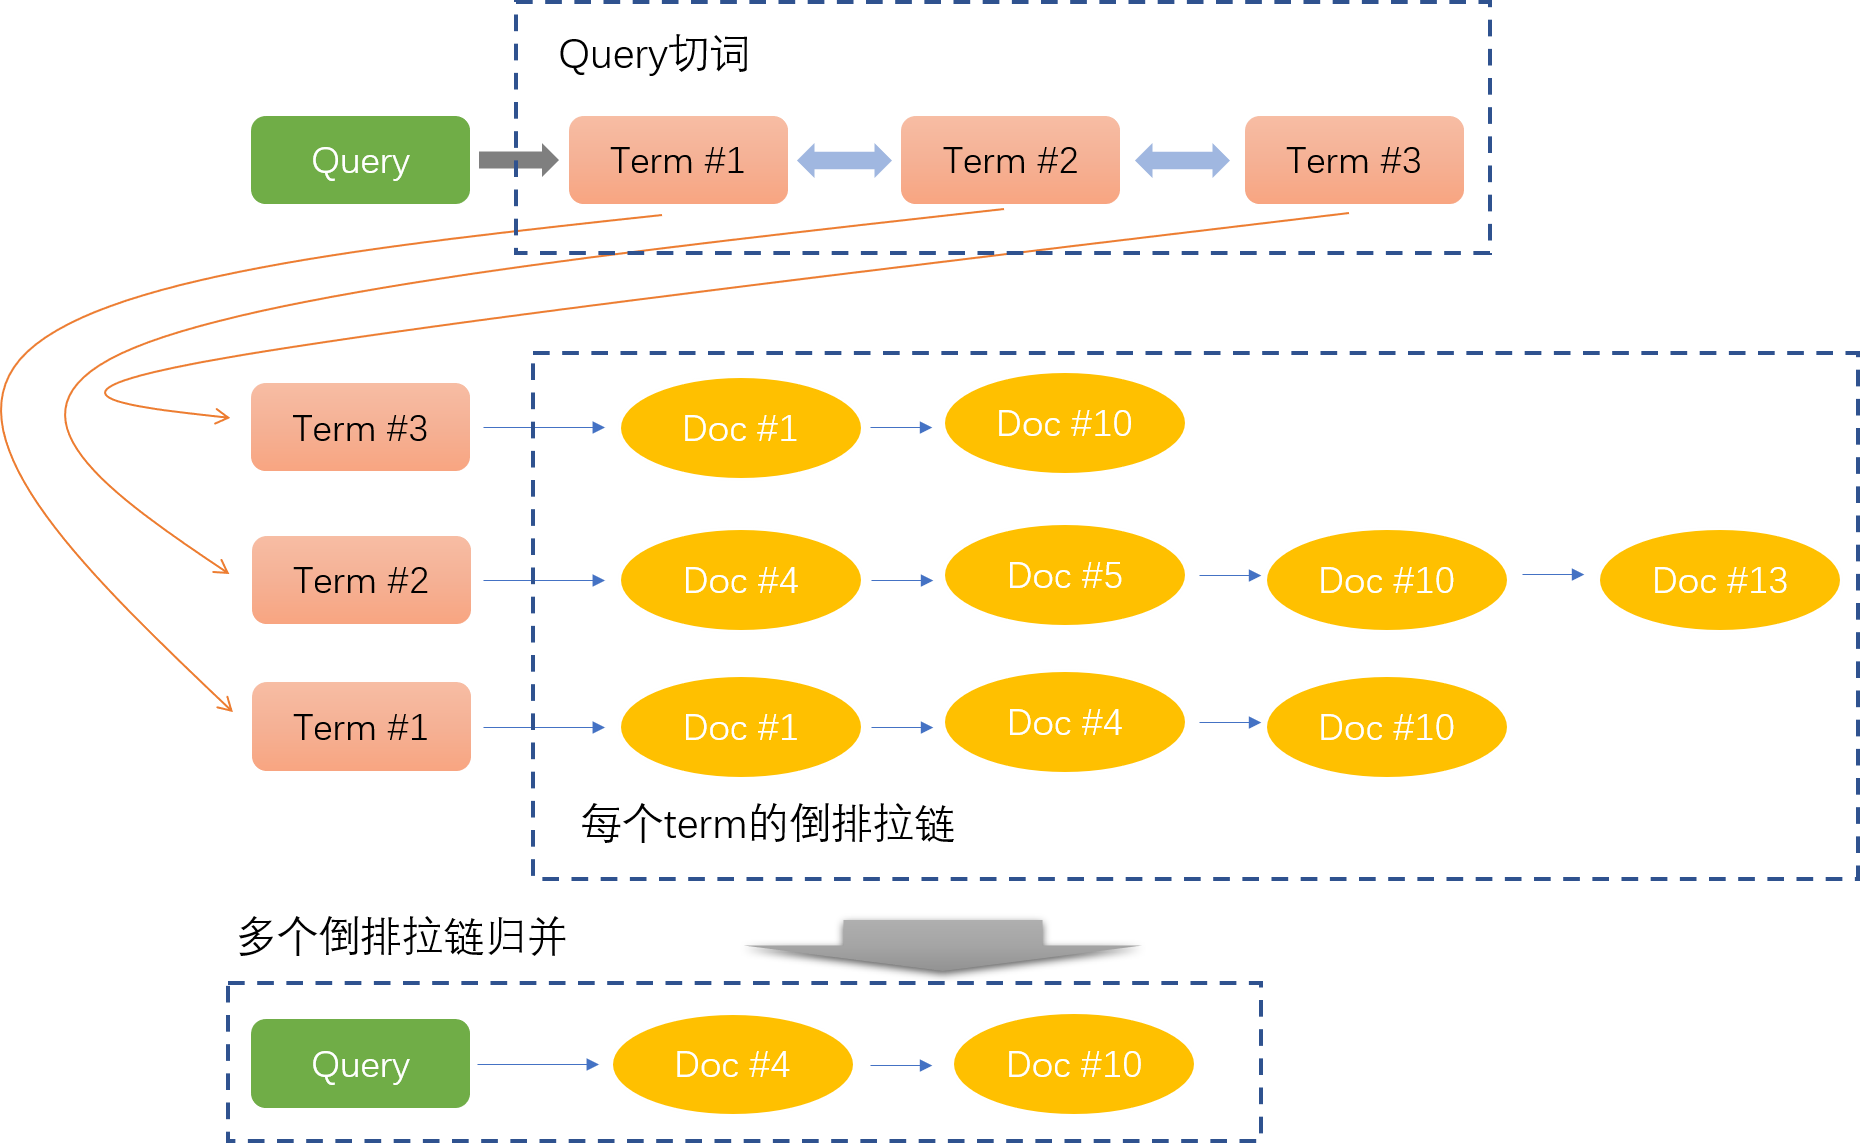 Query切词
Query
Term #1
Term #2
Term #3
Term #3
Doc #1
Doc #10
Term #2
Doc #4
Doc #5
Doc #10
Doc #13
Term #1
Doc #1
Doc #4
Doc #10
每个term的倒排拉链
多个倒排拉链归并
Query
Doc #4
Doc #10